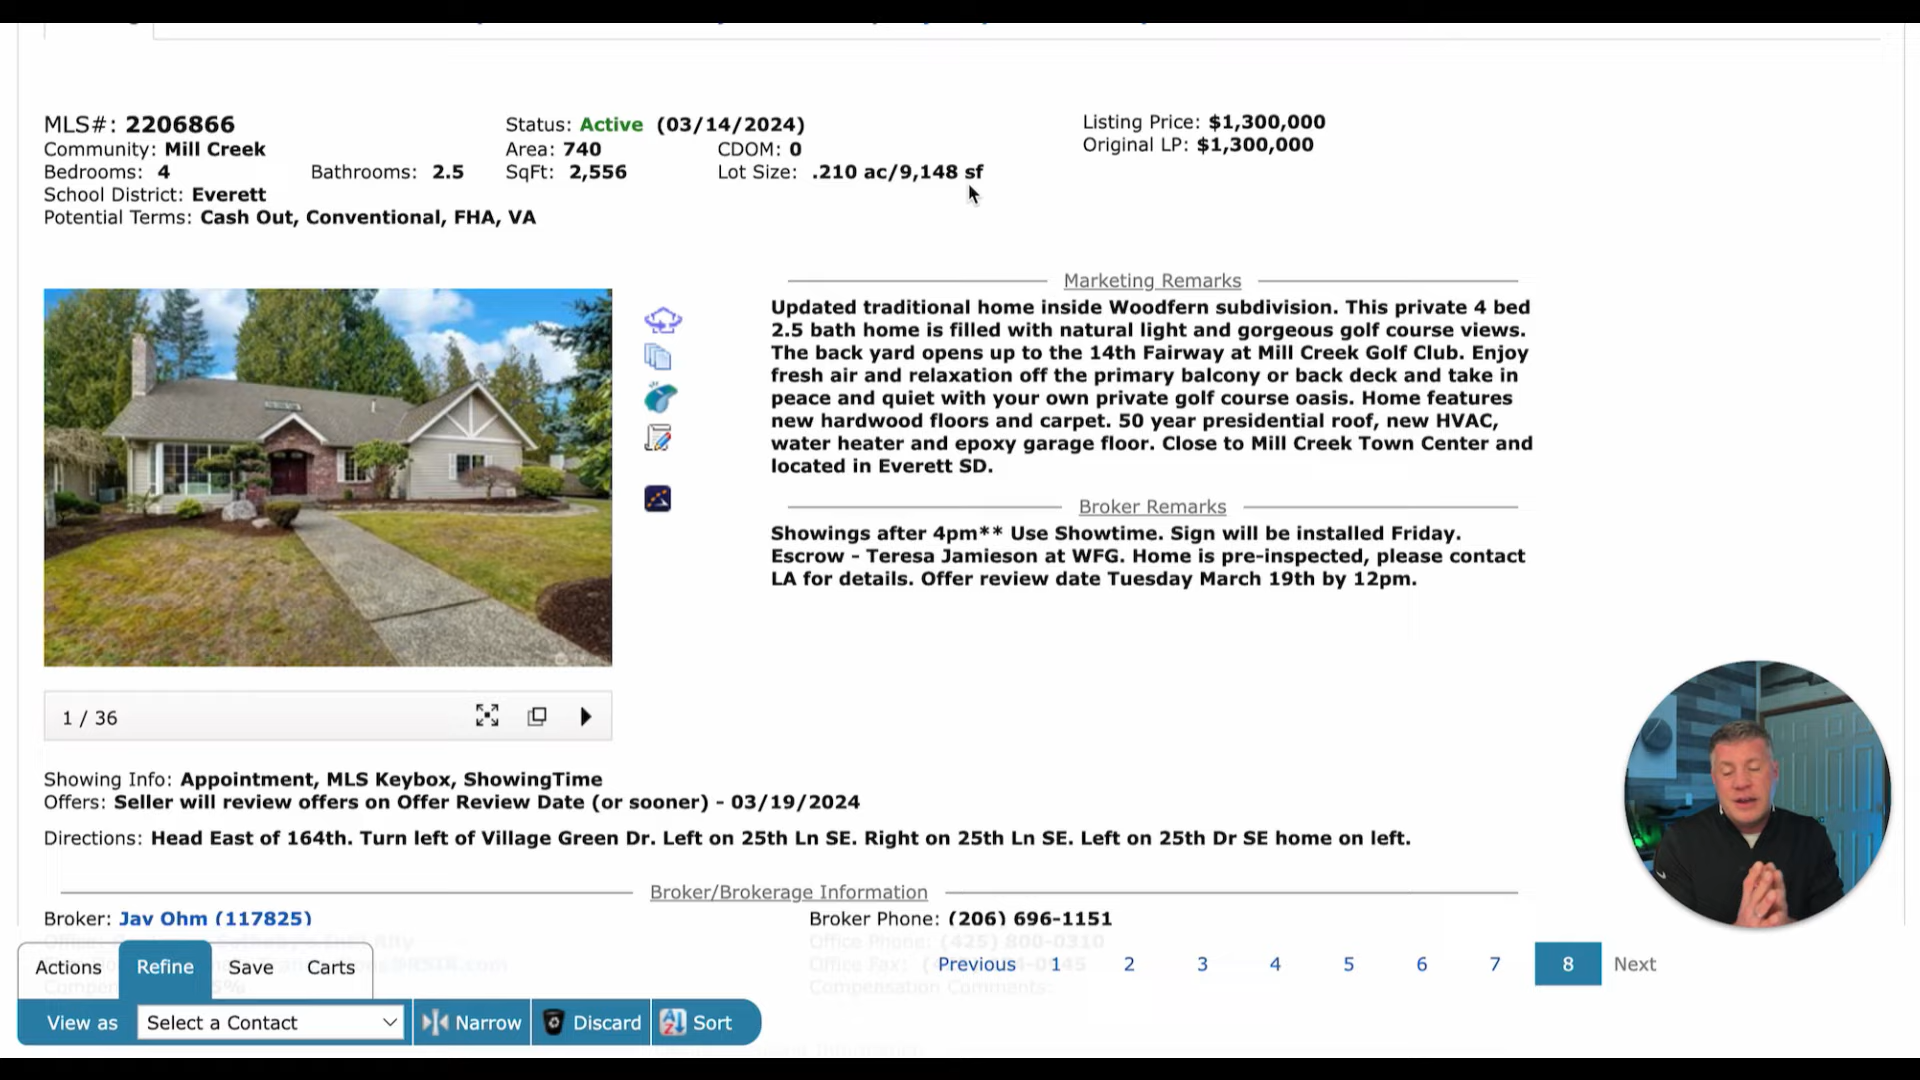 MLS#: 2206866 Status: Active (03/14/2024) Listing Price: $1,300,000
Community: Mill Creek Area: 740 CDOM: 0 Original LP: $1,300,000
Bedrooms: 4 Bathrooms: 2.5 SqFt: 2,556 Lot Size: .210 ac/9,148 sf
School District: Everett
Potential Terms: Cash Out, Conventional, FHA, VA
Marketing Remarks
Updated traditional home inside Woodfern subdivision. This private 4 bed
2.5 bath home is filled with natural light and gorgeous golf course views.
The back yard opens up to the 14th Fairway at Mill Creek Golf Club. Enjoy
fresh air and relaxation off the primary balcony or back deck and take in
peace and quiet with your own private golf course oasis. Home features
new hardwood floors and carpet. 50 year presidential roof, new HVAC,
water heater and epoxy garage floor. Close to Mill Creek Town Center and
located in Everett SD.
Broker Remarks
Showings after 4pm** Use Showtime. Sign will be installed Friday.
Escrow - Teresa Jamieson at WFG. Home is pre-inspected, please contact
LA for details. Offer review date Tuesday March 19th by 12pm.
1 / 36
Showing Info: Appointment, MLS Keybox, ShowingTime
Offers: Seller will review offers on Offer Review Date (or sooner) - 03/19/2024
Directions: Head East of 164th. Turn left of Village Green Dr. Left on 25th Ln SE. Right on 25th Ln SE. Left on 25th Dr SE home on left.
Broker/Brokerage Information
Broker: Jay Ohm (117825) Broker Phone: (206) 696-1151
Office Phone: (425) 800-0310
Office Fax:
Compensation Comments:
Actions Refine Save Carts Previous 1 2 3 4 5 6 7 8 Next
View as Select a Contact Narrow Discard Sort